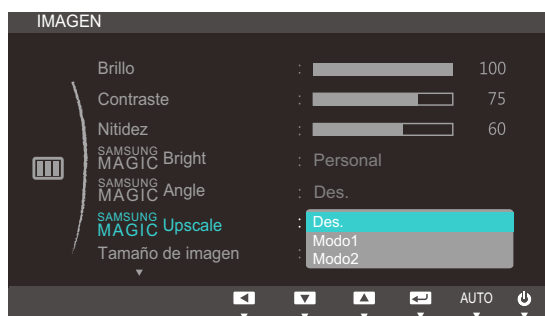 IMAGEN
Brillo : 100
Contraste : 75
Nitidez : 60
SAMSUNG MAGIC Bright : Personal
SAMSUNG MAGIC Angle : Des.
SAMSUNG MAGIC Upscale : Des.
Modo1
Tamaño de imagen : Modo2
AUTO